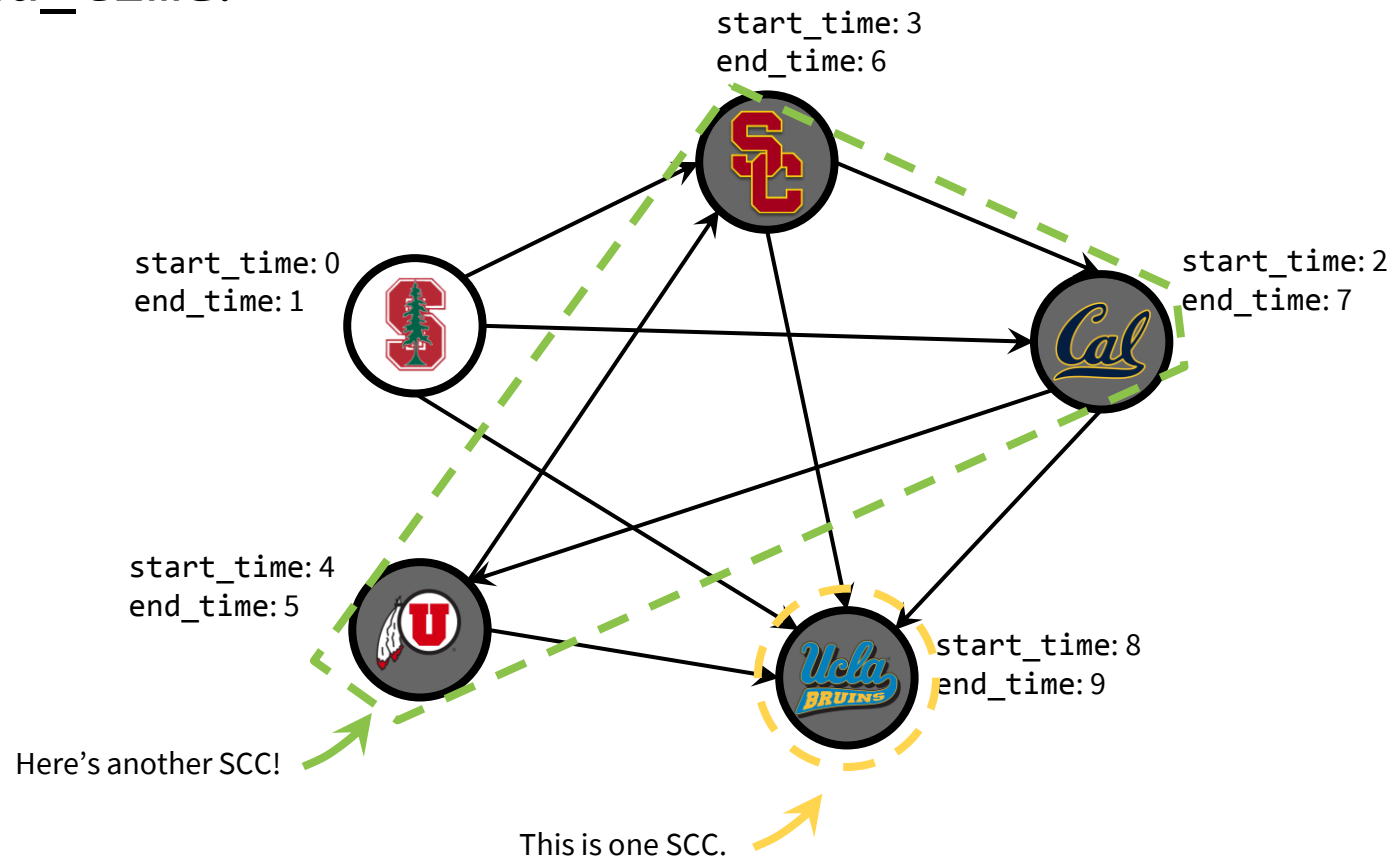 start_time: 3
end_time: 6
SC
start_time: 0
end_time: 1
S
start_time: 2
end_time: 7
Cal
start_time: 4
end_time: 5
U
Ucla
BRUINS
start_time: 8
end_time: 9
Here's another SCC!
This is one SCC.